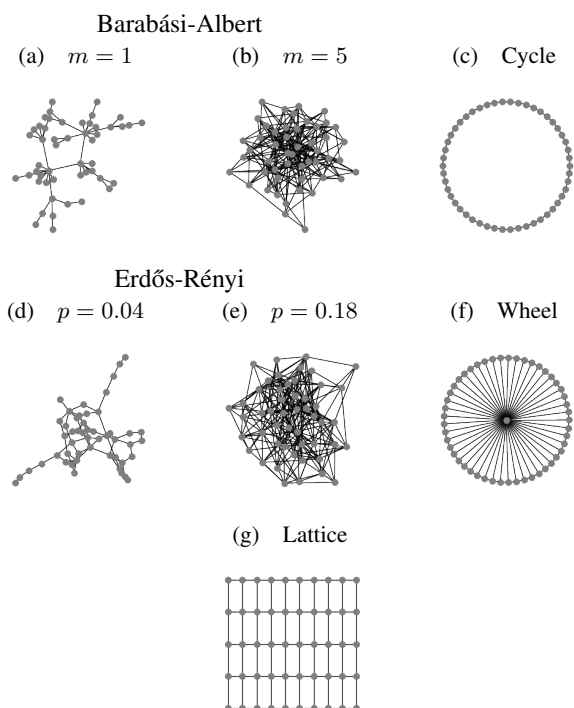 Barabási-Albert
(a) m = 1
(b) m = 5
(c) Cycle
Erdős-Rényi
(d) p = 0.04
(e) p = 0.18
(f) Wheel
(g) Lattice